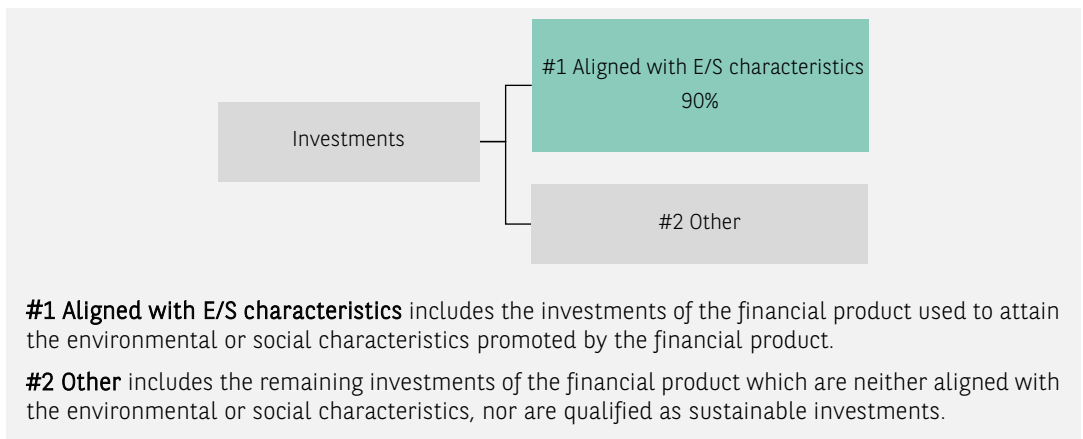 #1 Aligned with E/S characteristics
90%
Investments
#2 Other
#1 Aligned with E/S characteristics includes the investments of the financial product used to attain
the environmental or social characteristics promoted by the financial product.
#2 Other includes the remaining investments of the financial product which are neither aligned with
the environmental or social characteristics, nor are qualified as sustainable investments.